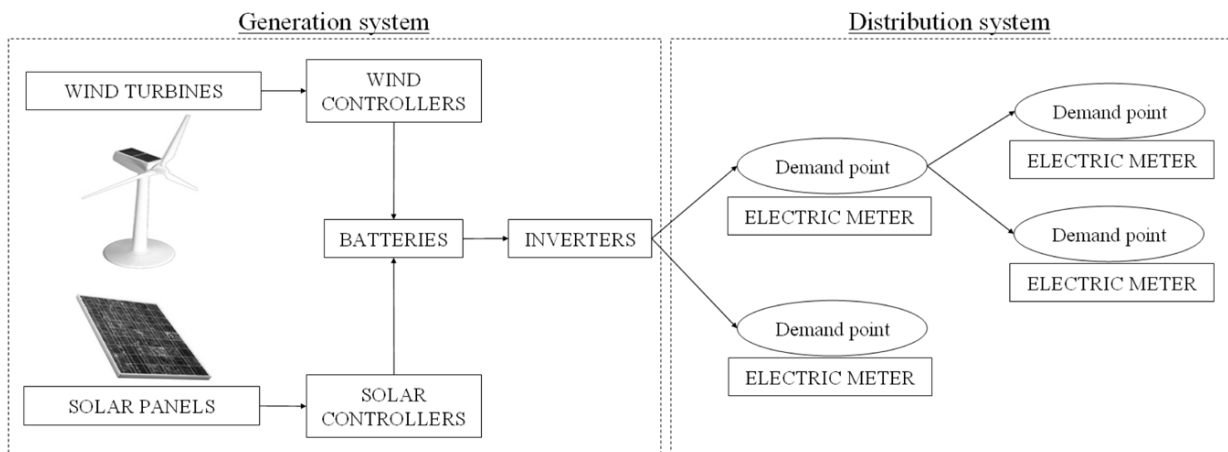 Generation system
Distribution system
WIND TURBINES
WIND
CONTROLLERS
BATTERIES
INVERTERS
SOLAR PANELS
SOLAR
CONTROLLERS
Demand point
ELECTRIC METER
Demand point
ELECTRIC METER
Demand point
ELECTRIC METER
Demand point
ELECTRIC METER